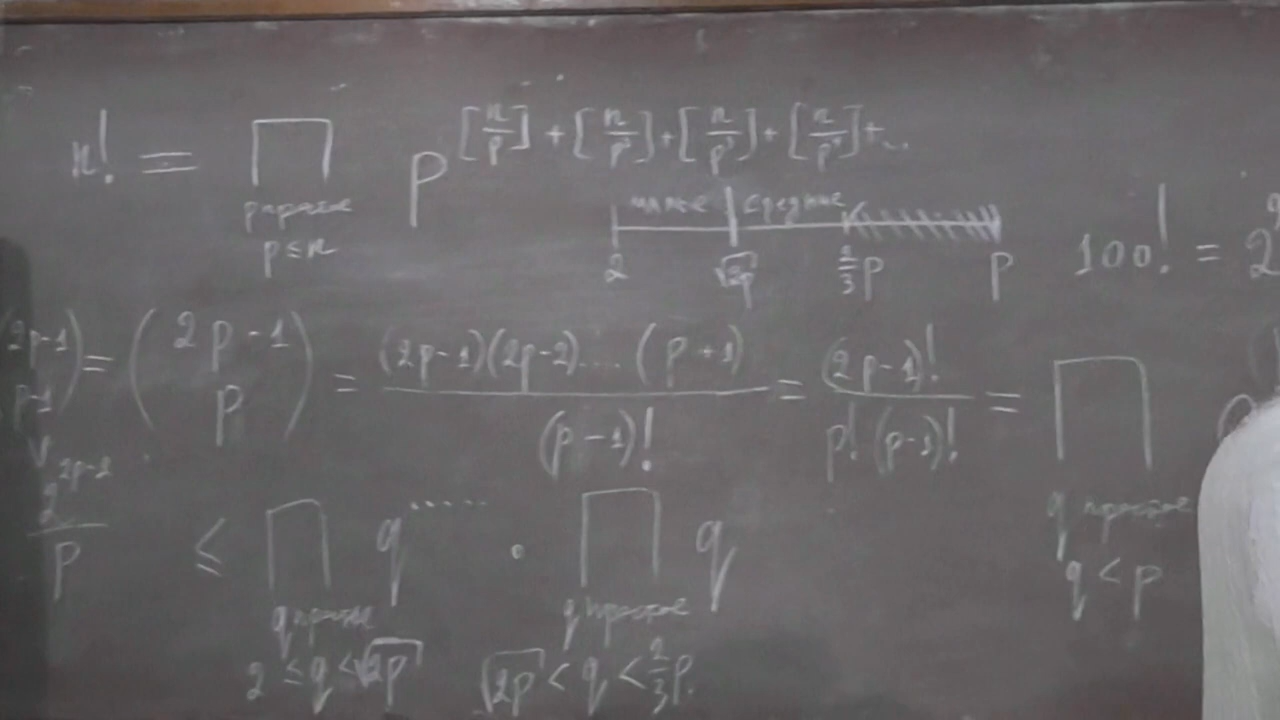 n! = ∏ p^{[n/p] + [n/p²] + [n/p³] + [n/p⁴] + ...}
p простые
p ≤ n
малые средние
2 √2p 2/3 p p
100! = 2
(2p-1 p-1) = (2p-1 p) = (2p-1)(2p-2)....(p+1) / (p-1)! = (2p-1)! / p! (p-1)! = ∏
q простые
q < p
∨
2^{2p-1} / p ≤ ∏ q^{......} · ∏ q
q простые q простые
2 ≤ q < √2p √2p < q < 2/3 p.